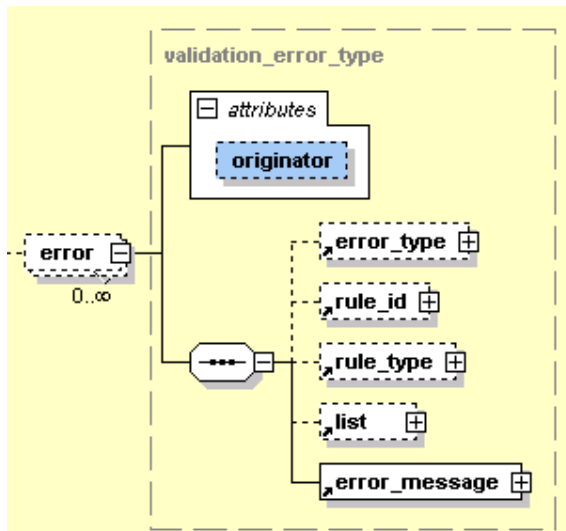 validation_error_type
attributes
originator
error
0..∞
error_type
rule_id
rule_type
list
error_message